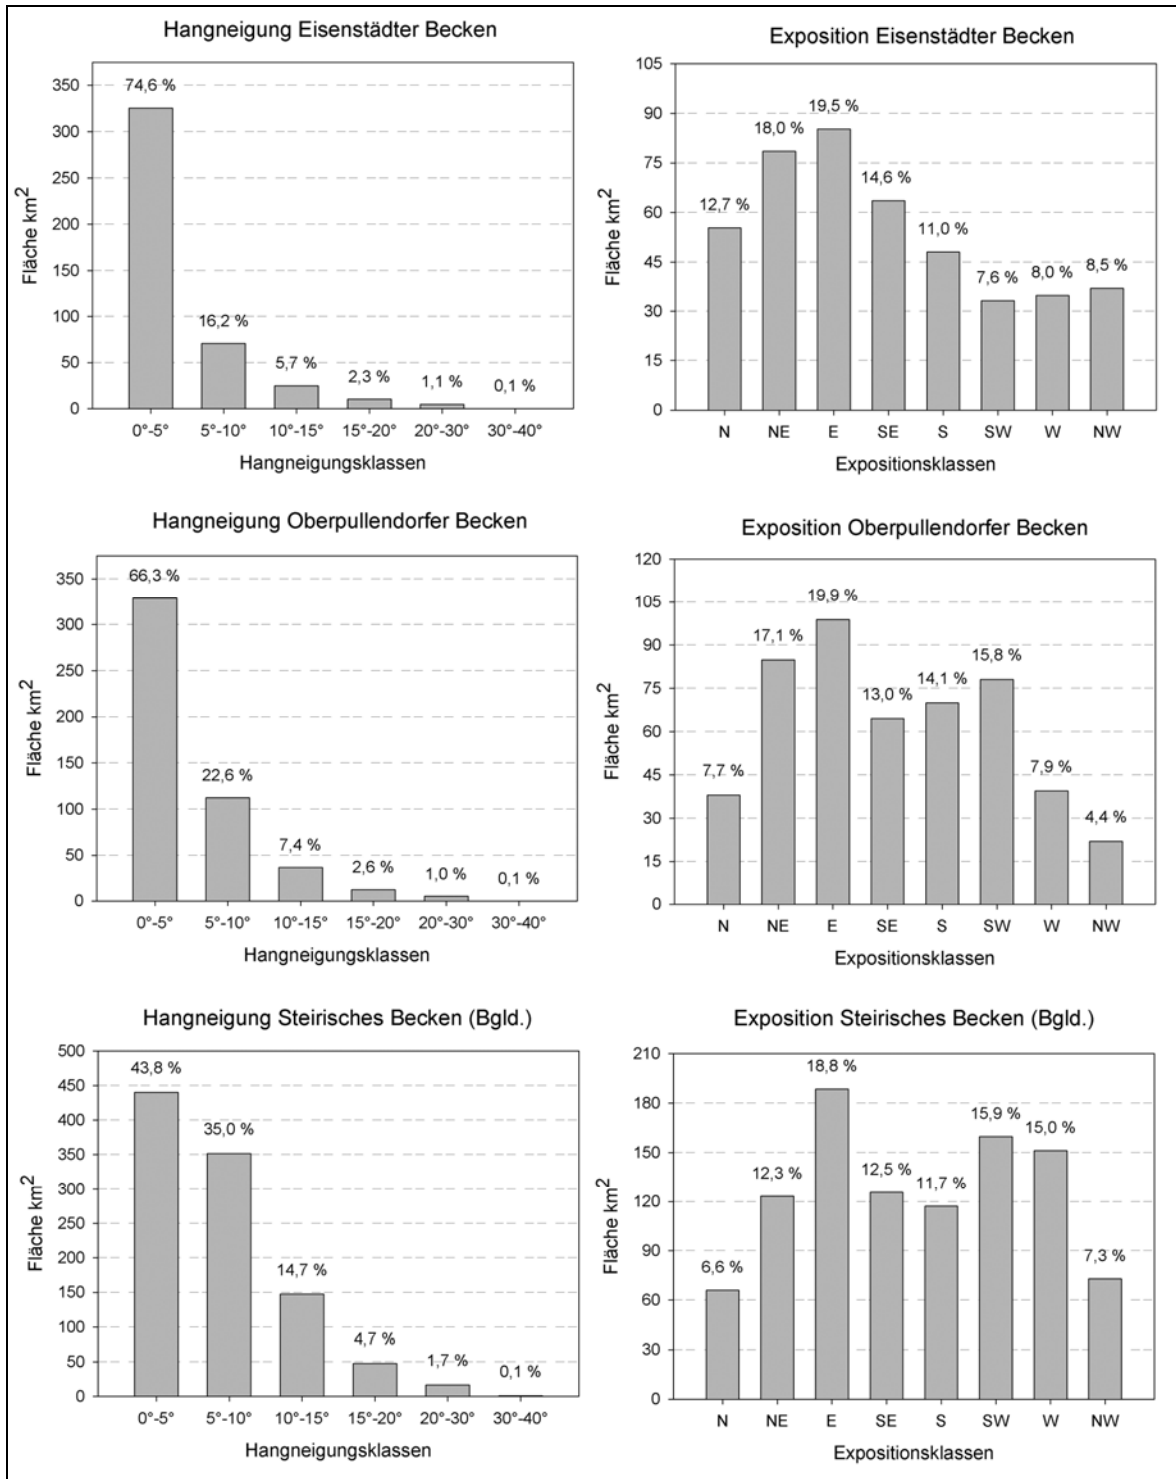 Hangneigung Eisenstädter Becken
Fläche km²
350
300
250
200
150
100
50
0
74,6 %
16,2 %
5,7 %
2,3 %
1,1 %
0,1 %
0°-5°
5°-10°
10°-15°
15°-20°
20°-30°
30°-40°
Hangneigungsklassen
Exposition Eisenstädter Becken
Fläche km²
105
90
75
60
45
30
15
0
12,7 %
18,0 %
19,5 %
14,6 %
11,0 %
7,6 %
8,0 %
8,5 %
N
NE
E
SE
S
SW
W
NW
Expositionsklassen
Hangneigung Oberpullendorfer Becken
Fläche km²
350
300
250
200
150
100
50
0
66,3 %
22,6 %
7,4 %
2,6 %
1,0 %
0,1 %
0°-5°
5°-10°
10°-15°
15°-20°
20°-30°
30°-40°
Hangneigungsklassen
Exposition Oberpullendorfer Becken
Fläche km²
120
105
90
75
60
45
30
15
0
7,7 %
17,1 %
19,9 %
13,0 %
14,1 %
15,8 %
7,9 %
4,4 %
N
NE
E
SE
S
SW
W
NW
Expositionsklassen
Hangneigung Steirisches Becken (Bgld.)
Fläche km²
500
450
400
350
300
250
200
150
100
50
0
43,8 %
35,0 %
14,7 %
4,7 %
1,7 %
0,1 %
0°-5°
5°-10°
10°-15°
15°-20°
20°-30°
30°-40°
Hangneigungsklassen
Exposition Steirisches Becken (Bgld.)
Fläche km²
210
180
150
120
90
60
30
0
6,6 %
12,3 %
18,8 %
12,5 %
11,7 %
15,9 %
15,0 %
7,3 %
N
NE
E
SE
S
SW
W
NW
Expositionsklassen